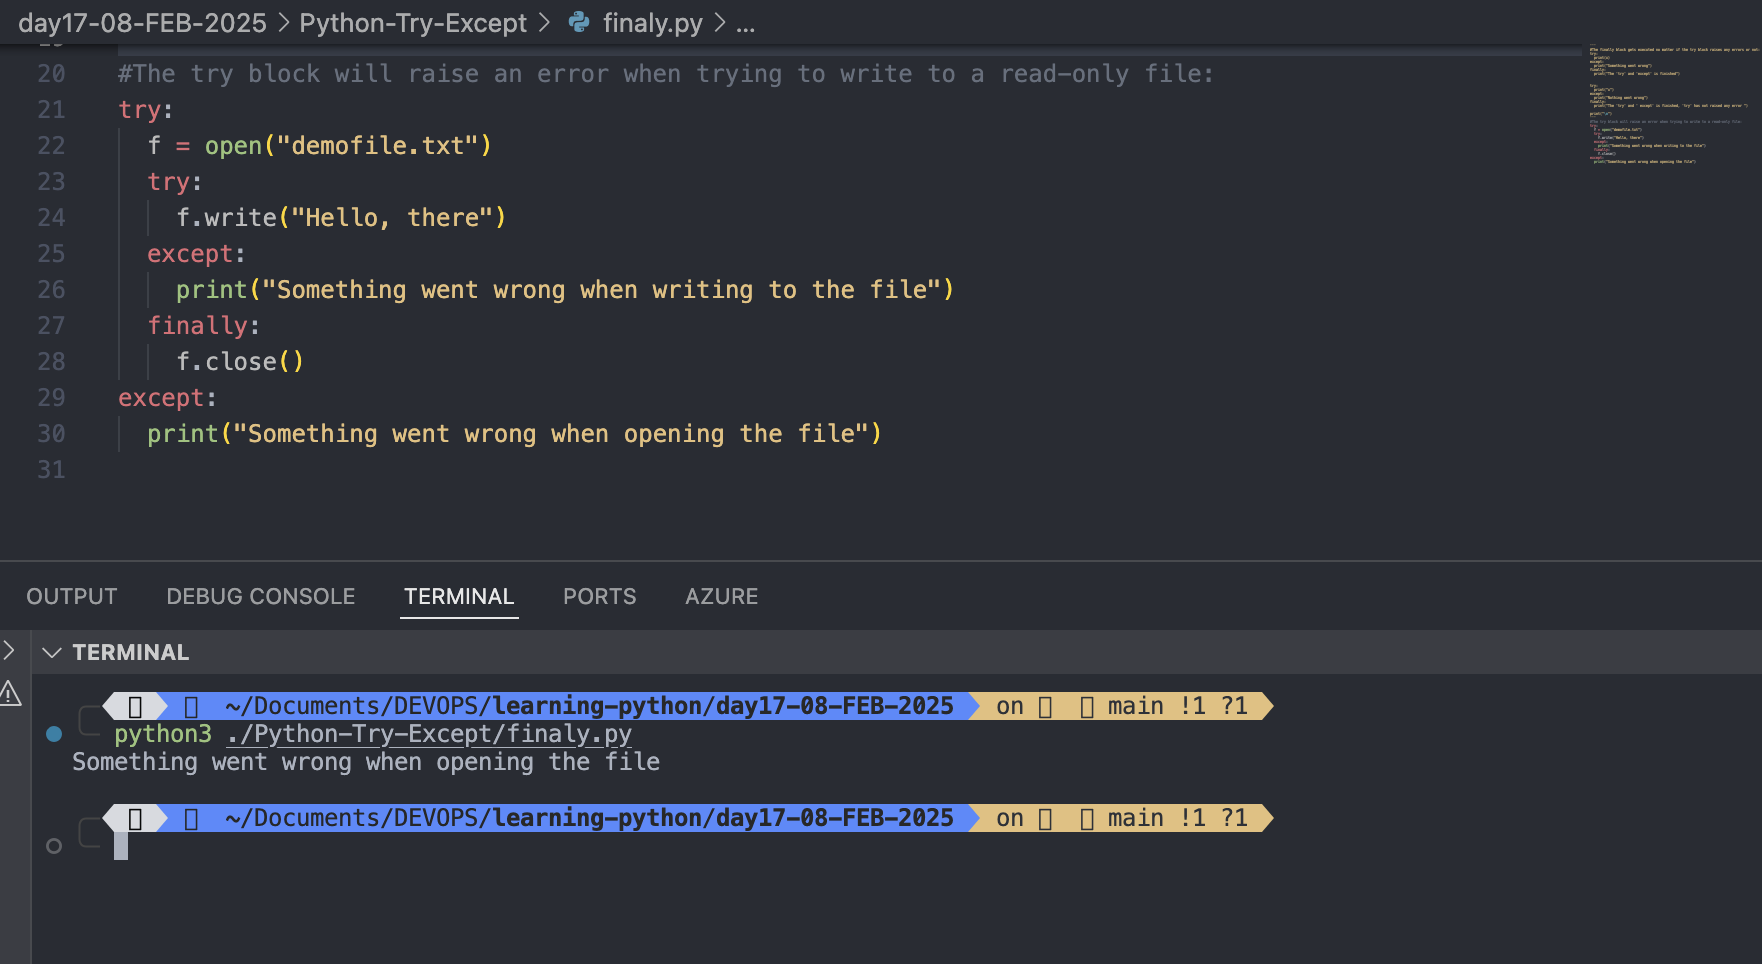 day17-08-FEB-2025 > Python-Try-Except > finaly.py > ...
20 #The try block will raise an error when trying to write to a read-only file:
21 try:
22 f = open("demofile.txt")
23 try:
24 f.write("Hello, there")
25 except:
26 print("Something went wrong when writing to the file")
27 finally:
28 f.close()
29 except:
30 print("Something went wrong when opening the file")
31
OUTPUT DEBUG CONSOLE TERMINAL PORTS AZURE
TERMINAL
~/Documents/DEVOPS/learning-python/day17-08-FEB-2025 on main !1 ?1
python3 ./Python-Try-Except/finaly.py
Something went wrong when opening the file
~/Documents/DEVOPS/learning-python/day17-08-FEB-2025 on main !1 ?1